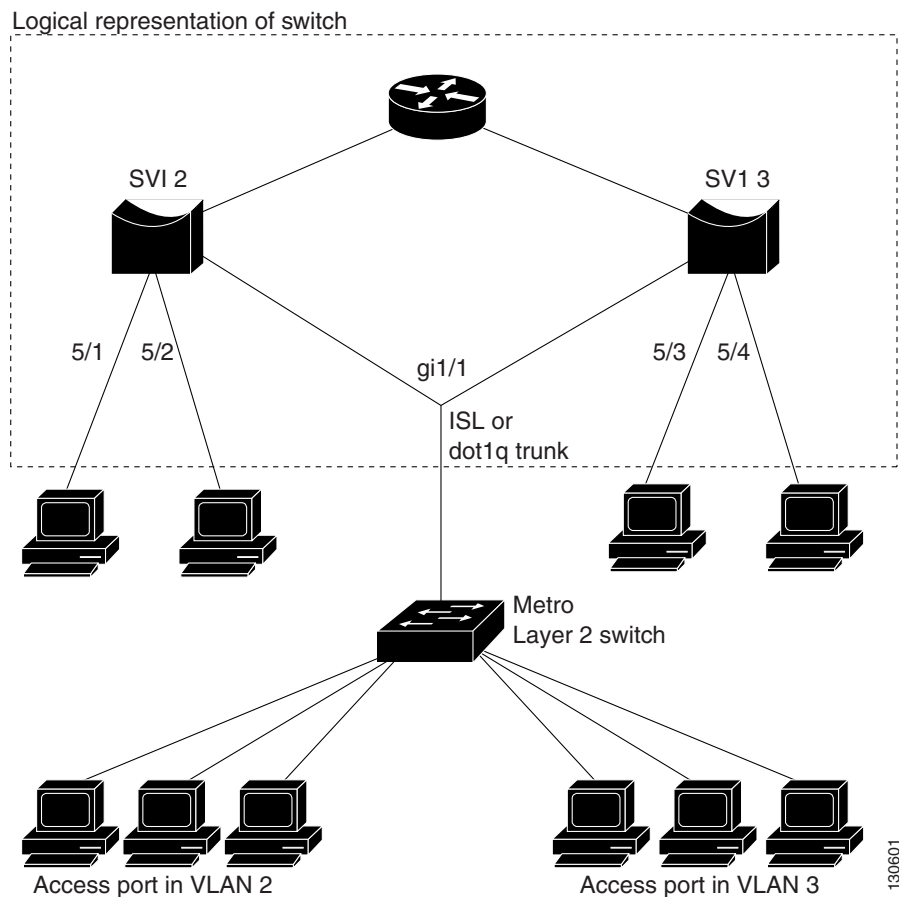 Logical representation of switch
SVI 2
SV1 3
5/1
5/2
gi1/1
5/3
5/4
ISL or
dot1q trunk
Metro
Layer 2 switch
Access port in VLAN 2
Access port in VLAN 3
130601